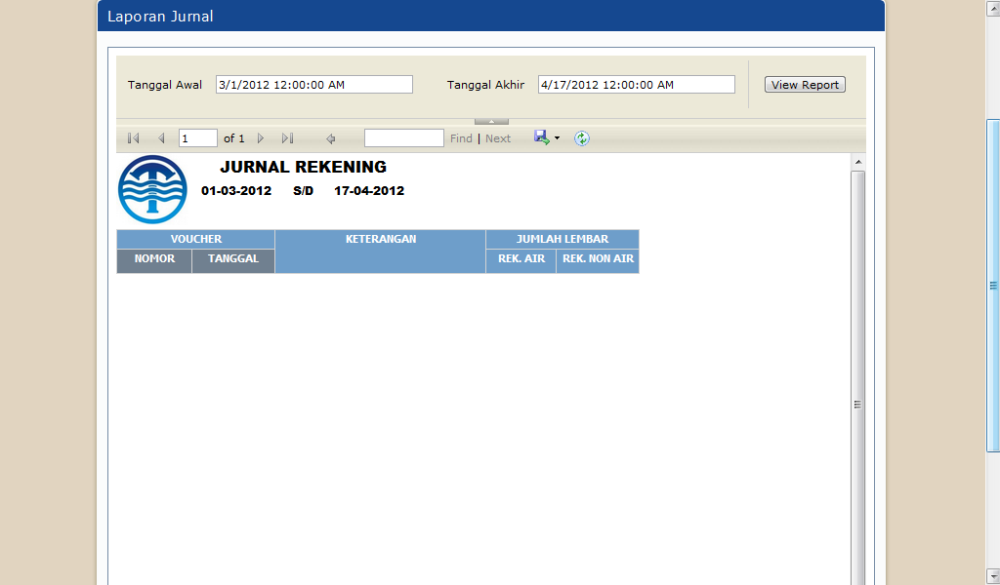 Laporan Jurnal
Tanggal Awal 3/1/2012 12:00:00 AM Tanggal Akhir 4/17/2012 12:00:00 AM View Report
1 of 1 Find | Next
JURNAL REKENING
01-03-2012 S/D 17-04-2012
VOUCHER KETERANGAN JUMLAH LEMBAR
NOMOR TANGGAL REK. AIR REK. NON AIR